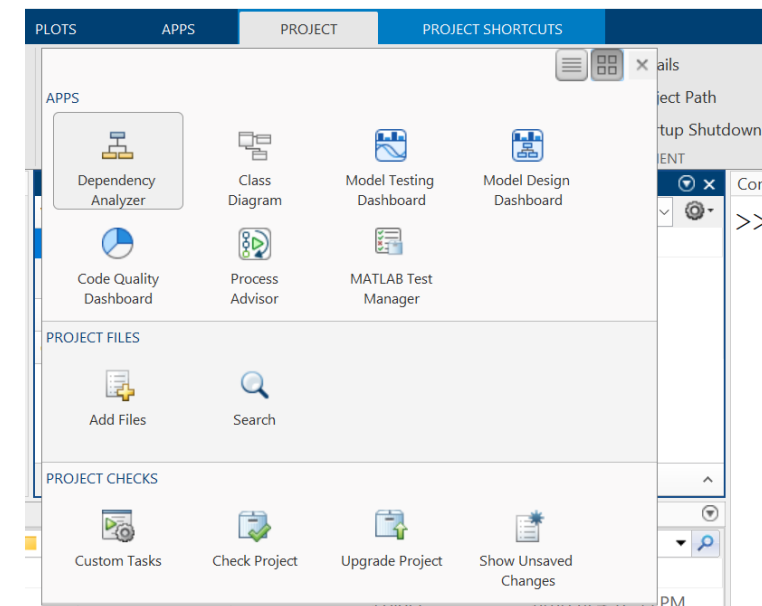 PLOTS APPS PROJECT PROJECT SHORTCUTS
ails
APPS
ject Path
rtup Shutdown
MENT
Dependency Analyzer
Class Diagram
Model Testing Dashboard
Model Design Dashboard
Cor
>>
Code Quality Dashboard
Process Advisor
MATLAB Test Manager
PROJECT FILES
Add Files
Search
PROJECT CHECKS
Custom Tasks
Check Project
Upgrade Project
Show Unsaved Changes
PM